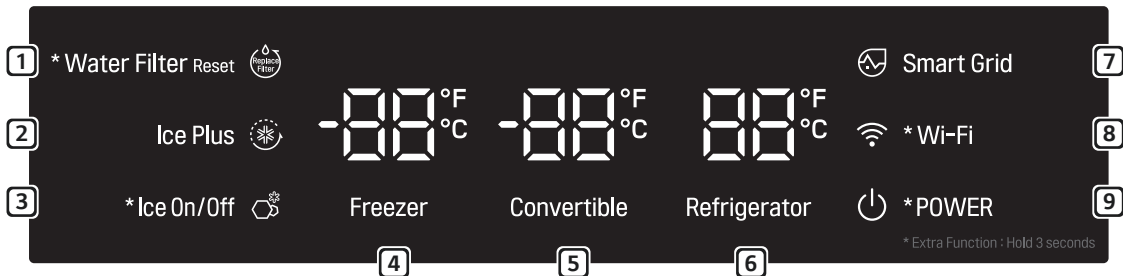 1 * Water Filter Reset Replace Filter
2 Ice Plus
3 * Ice On/Off
-88 °F °C
-88 °F °C
88 °F °C
Freezer
Convertible
Refrigerator
4
5
6
Smart Grid 7
* Wi-Fi 8
*POWER 9
* Extra Function : Hold 3 seconds